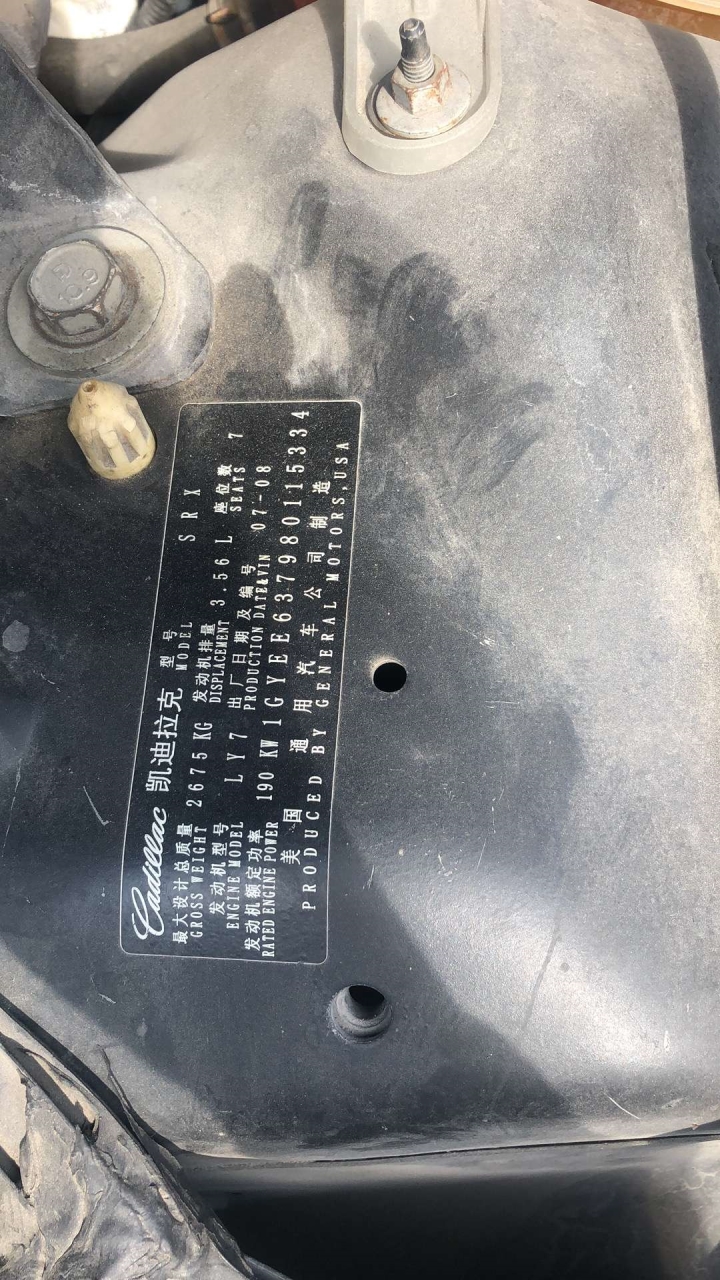 Cadillac 凯迪拉克 型号 SRX
MODEL
最大设计总质量 2675 KG 发动机排量 3.56 L 座位数 7
GROSS WEIGHT DISPLACEMENT SEATS
发动机型号 LY7 出厂日期及编号 07-08
ENGINE MODEL PRODUCTION DATE&VIN
发动机额定功率 190 KW 1GYEE637980115334
RATED ENGINE POWER
美国通用汽车公司制造
PRODUCED BY GENERAL MOTORS,USA
10.9